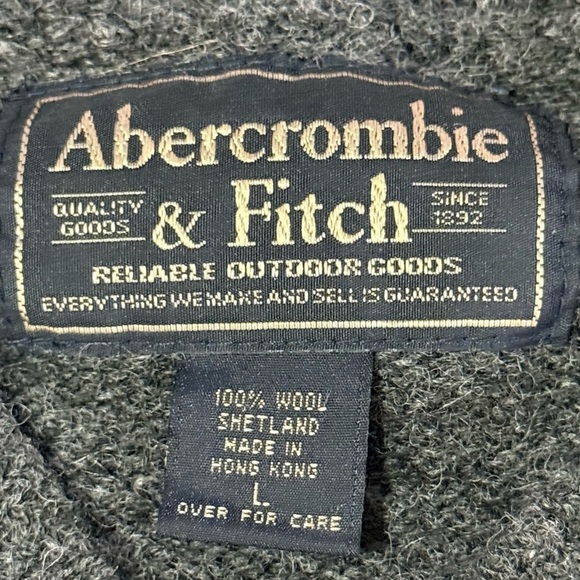 Abercrombie
QUALITY GOODS & Fitch SINCE 1892
RELIABLE OUTDOOR GOODS
EVERYTHING WE MAKE AND SELL IS GUARANTEED
100% WOOL
SHETLAND
MADE IN
HONG KONG
L
OVER FOR CARE